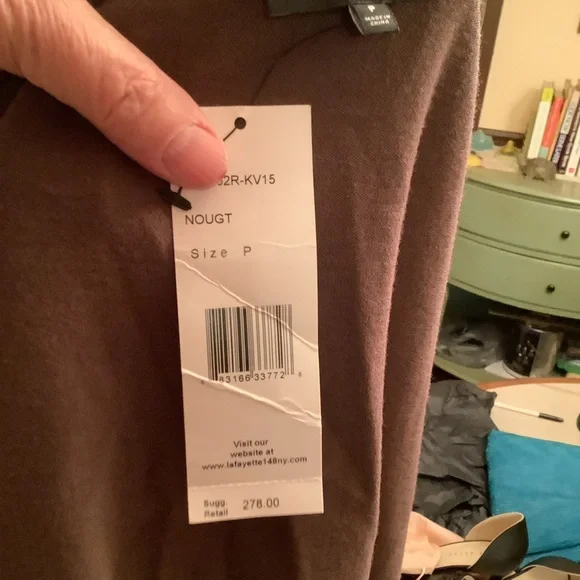 P
MADE IN
CHINA
2R-KV15
NOUGT
Size P
83166 33772 8
Visit our
website at
www.lafayette148ny.com
Sugg. 278.00
Retail